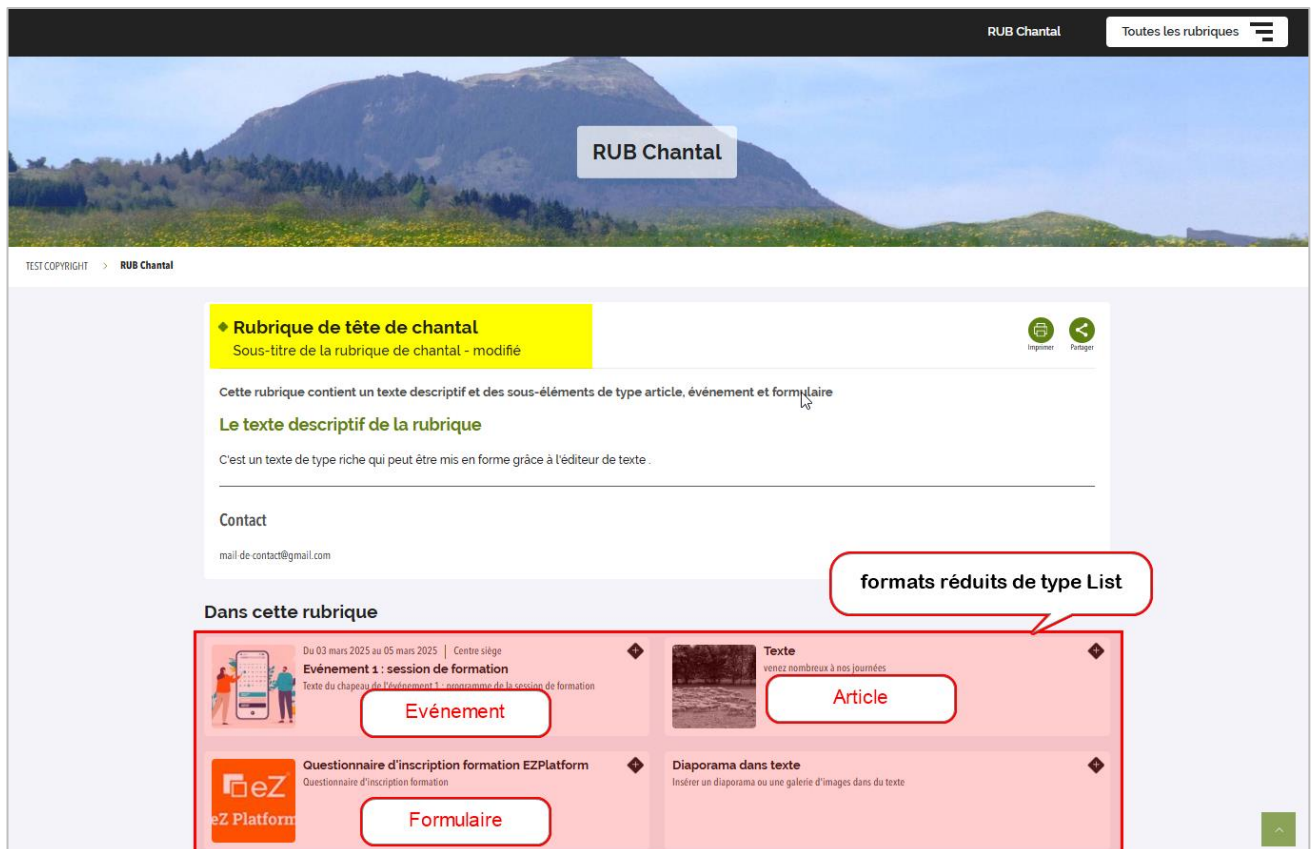 RUB Chantal
Toutes les rubriques
RUB Chantal
TEST COPYRIGHT > RUB Chantal
Rubrique de tête de chantal
Sous-titre de la rubrique de chantal - modifié
Imprimer
Partager
Cette rubrique contient un texte descriptif et des sous-éléments de type article, événement et formulaire
Le texte descriptif de la rubrique
C'est un texte de type riche qui peut être mis en forme grâce à l'éditeur de texte .
Contact
mail-de-contact@gmail.com
formats réduits de type List
Dans cette rubrique
Du 03 mars 2025 au 05 mars 2025 | Centre siège
Evénement 1 : session de formation
Texte du chapeau de l'événement 1 : programme de la session de formation
Evénement
Texte
venez nombreux à nos journées
Article
Questionnaire d'inscription formation EZPlatform
Questionnaire d'inscription formation
eZ
eZ Platform
Formulaire
Diaporama dans texte
Insérer un diaporama ou une galerie d'images dans du texte